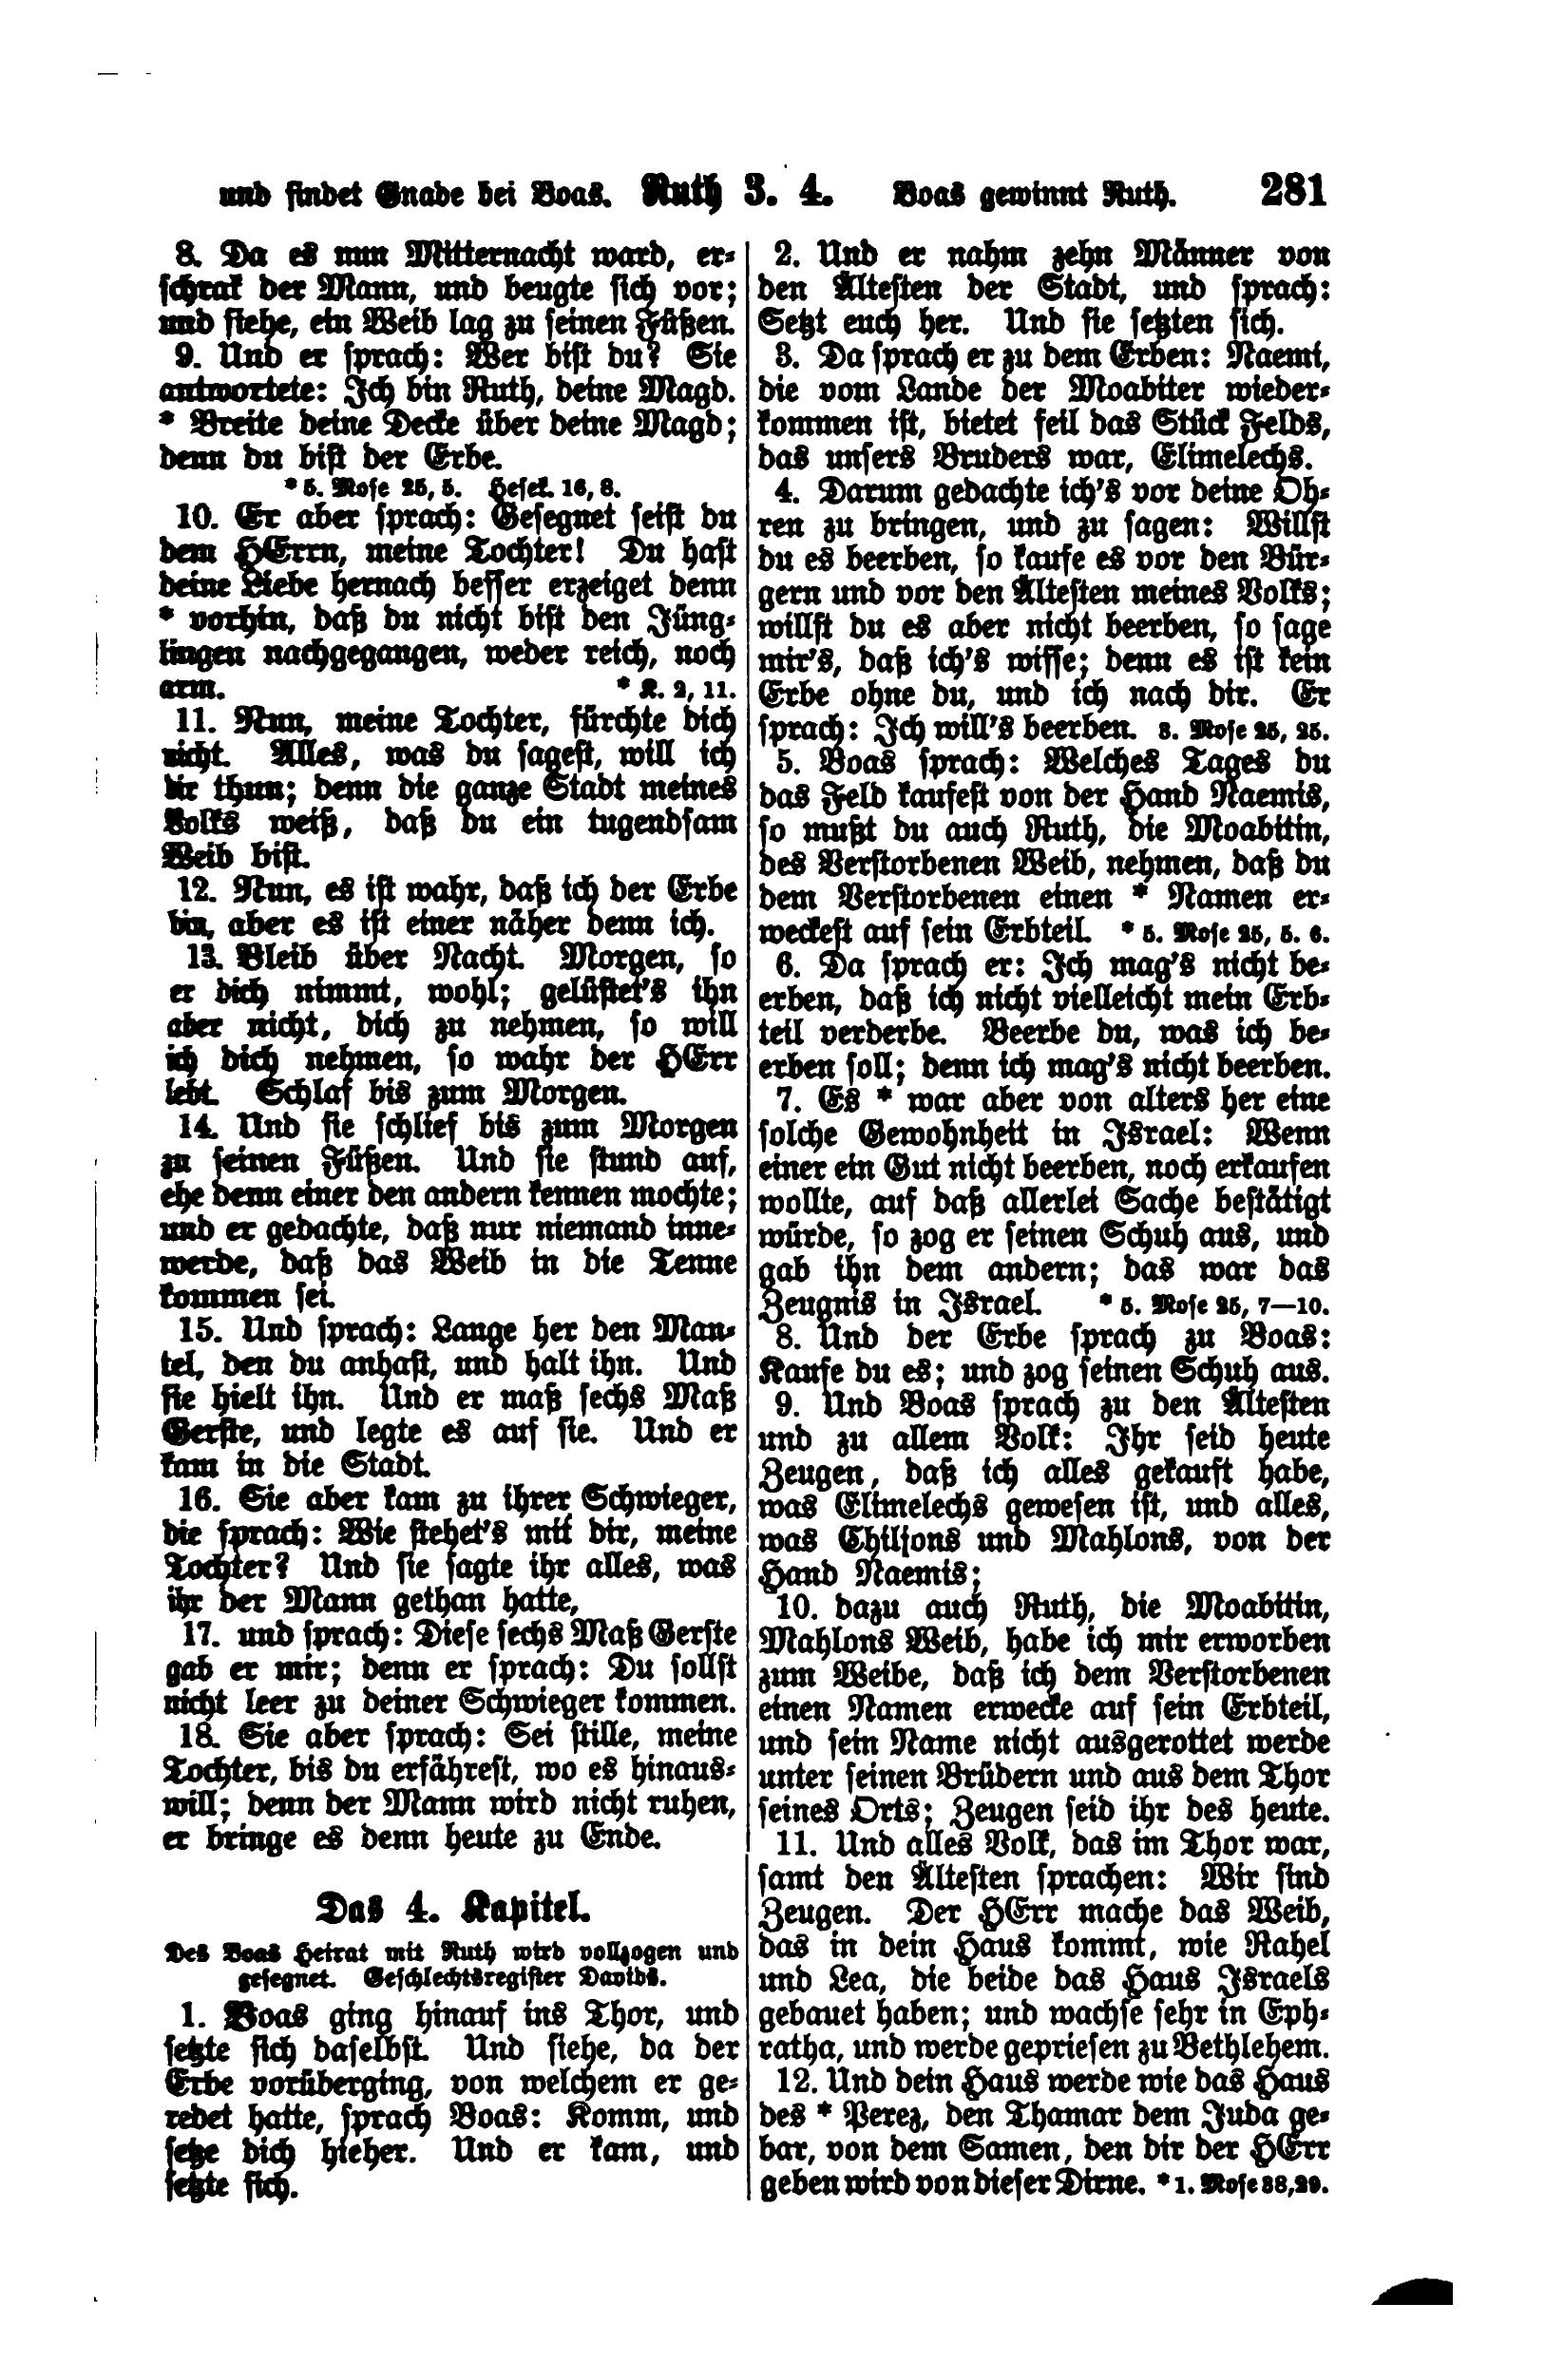 und findet Gnade bei Boas. Ruth 3. 4. Boas gewinnt Ruth. 281
8. Da es nun Mitternacht ward, er-
schrak der Mann, und beugte sich vor;
und siehe, ein Weib lag zu seinen Füßen.
9. Und er sprach: Wer bist du? Sie
antwortete: Ich bin Ruth, deine Magd.
* Breite deine Decke über deine Magd;
denn du bist der Erbe.
* 5. Mose 25, 5. Hesek. 16, 8.
10. Er aber sprach: Gesegnet seist du
dem HErrn, meine Tochter! Du hast
deine Liebe hernach besser erzeiget denn
* vorhin, daß du nicht bist den Jüng-
lingen nachgegangen, weder reich, noch
arm. * K. 2, 11.
11. Nun, meine Tochter, fürchte dich
nicht. Alles, was du sagest, will ich
dir thun; denn die ganze Stadt meines
Volks weiß, daß du ein tugendsam
Weib bist.
12. Nun, es ist wahr, daß ich der Erbe
bin, aber es ist einer näher denn ich.
13. Bleib über Nacht. Morgen, so
er dich nimmt, wohl; gelüstet's ihn
aber nicht, dich zu nehmen, so will
ich dich nehmen, so wahr der HErr
lebt. Schlaf bis zum Morgen.
14. Und sie schlief bis zum Morgen
zu seinen Füßen. Und sie stund auf,
ehe denn einer den andern kennen mochte;
und er gedachte, daß nur niemand inne-
werde, daß das Weib in die Tenne
kommen sei.
15. Und sprach: Lange her den Man-
tel, den du anhast, und halt ihn. Und
sie hielt ihn. Und er maß sechs Maß
Gerste, und legte es auf sie. Und er
kam in die Stadt.
16. Sie aber kam zu ihrer Schwieger,
die sprach: Wie stehet's mit dir, meine
Tochter? Und sie sagte ihr alles, was
ihr der Mann gethan hatte,
17. und sprach: Diese sechs Maß Gerste
gab er mir; denn er sprach: Du sollst
nicht leer zu deiner Schwieger kommen.
18. Sie aber sprach: Sei stille, meine
Tochter, bis du erfährest, wo es hinaus-
will; denn der Mann wird nicht ruhen,
er bringe es denn heute zu Ende.
Das 4. Kapitel.
Des Boas Heirat mit Ruth wird vollzogen und
gesegnet. Geschlechtsregister Davids.
1. Boas ging hinauf ins Thor, und
setzte sich daselbst. Und siehe, da der
Erbe vorüberging, von welchem er ge-
redet hatte, sprach Boas: Komm, und
setze dich hieher. Und er kam, und
setzte sich.
2. Und er nahm zehn Männer von
den Ältesten der Stadt, und sprach:
Setzt euch her. Und sie setzten sich.
3. Da sprach er zu dem Erben: Naemi,
die vom Lande der Moabiter wieder-
kommen ist, bietet feil das Stück Felds,
das unsers Bruders war, Elimelechs.
4. Darum gedachte ich's vor deine Oh-
ren zu bringen, und zu sagen: Willst
du es beerben, so kaufe es vor den Bür-
gern und vor den Ältesten meines Volks;
willst du es aber nicht beerben, so sage
mir's, daß ich's wisse; denn es ist kein
Erbe ohne du, und ich nach dir. Er
sprach: Ich will's beerben. 3. Mose 25, 25.
5. Boas sprach: Welches Tages du
das Feld kaufest von der Hand Naemis,
so mußt du auch Ruth, die Moabitin,
des Verstorbenen Weib, nehmen, daß du
dem Verstorbenen einen * Namen er-
weckest auf sein Erbteil. * 5. Mose 25, 5. 6.
6. Da sprach er: Ich mag's nicht be-
erben, daß ich nicht vielleicht mein Erb-
teil verderbe. Beerbe du, was ich be-
erben soll; denn ich mag's nicht beerben.
7. Es * war aber von alters her eine
solche Gewohnheit in Israel: Wenn
einer ein Gut nicht beerben, noch erkaufen
wollte, auf daß allerlei Sache bestätigt
würde, so zog er seinen Schuh aus, und
gab ihn dem andern; das war das
Zeugnis in Israel. * 5. Mose 25, 7—10.
8. Und der Erbe sprach zu Boas:
Kaufe du es; und zog seinen Schuh aus.
9. Und Boas sprach zu den Ältesten
und zu allem Volk: Ihr seid heute
Zeugen, daß ich alles gekauft habe,
was Elimelechs gewesen ist, und alles,
was Chiljons und Mahlons, von der
Hand Naemis;
10. dazu auch Ruth, die Moabitin,
Mahlons Weib, habe ich mir erworben
zum Weibe, daß ich dem Verstorbenen
einen Namen erwecke auf sein Erbteil,
und sein Name nicht ausgerottet werde
unter seinen Brüdern und aus dem Thor
seines Orts; Zeugen seid ihr des heute.
11. Und alles Volk, das im Thor war,
samt den Ältesten sprachen: Wir sind
Zeugen. Der HErr mache das Weib,
das in dein Haus kommt, wie Rahel
und Lea, die beide das Haus Israels
gebauet haben; und wachse sehr in Eph-
ratha, und werde gepriesen zu Bethlehem.
12. Und dein Haus werde wie das Haus
des * Perez, den Thamar dem Juda ge-
bar, von dem Samen, den dir der HErr
geben wird von dieser Dirne. * 1. Mose 38, 29.